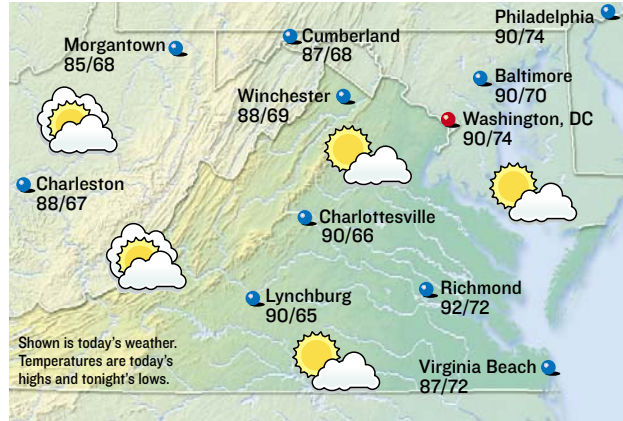 Philadelphia
90/74
Morgantown
85/68
Cumberland
87/68
Baltimore
90/70
Winchester
88/69
Washington, DC
90/74
Charleston
88/67
Charlottesville
90/66
Lynchburg
90/65
Richmond
92/72
Shown is today's weather.
Temperatures are today's
highs and tonight's lows.
Virginia Beach
87/72